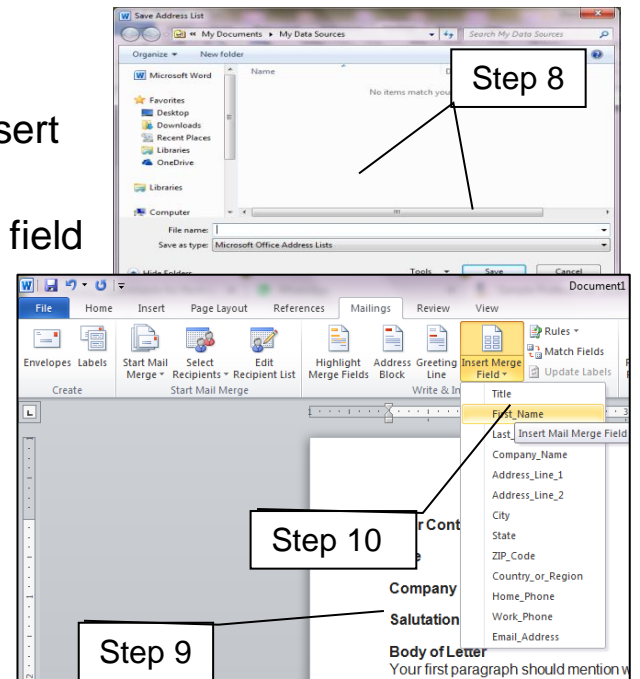 Save Address List
My Documents
My Data Sources
Search My Data Sources
Organize
New folder
Microsoft Word
Name
Step 8
No items match you
Favorites
Desktop
Downloads
Recent Places
Libraries
OneDrive
Libraries
Computer
File name:
Save as type: Microsoft Office Address Lists
Hide Folders
Tools
Save
Cancel
sert
field
Document1
File Home Insert Page Layout References Mailings Review View
Envelopes Labels
Start Mail Merge
Select Recipients
Edit Recipient List
Highlight Merge Fields
Address Block
Greeting Line
Insert Merge Field
Rules
Match Fields
Update Labels
Create
Start Mail Merge
Write & In
Title
First_Name
Last_
Insert Mail Merge Field
Company_Name
Address_Line_1
Address_Line_2
City
State
ZIP_Code
Country_or_Region
Home_Phone
Work_Phone
Email_Address
Step 10
r Cont
Company
Salutation
Step 9
Body of Letter
Your first paragraph should mention w